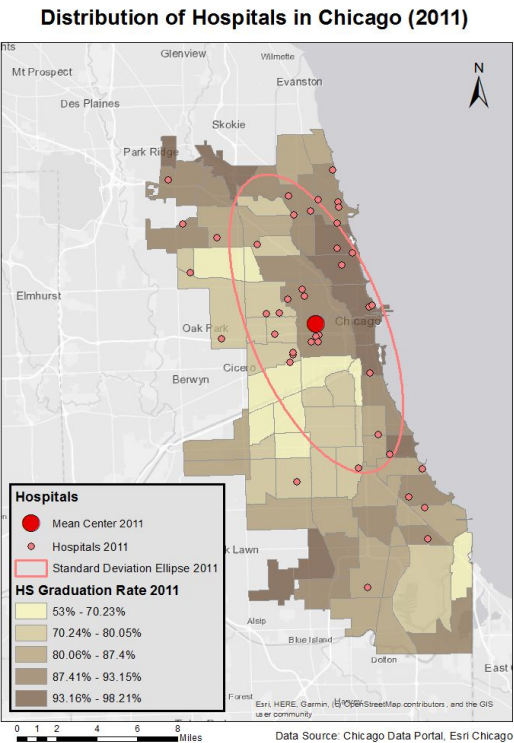 Distribution of Hospitals in Chicago (2011)
Glenview
Wilmette
Mt Prospect
Evanston
N
Des Plaines
Skokie
Park Ridge
Elmhurst
Chicago
Oak Park
Cicero
Berwyn
Hospitals
Mean Center 2011
Hospitals 2011
Standard Deviation Ellipse 2011
HS Graduation Rate 2011
53% - 70.23%
70.24% - 80.05%
80.06% - 87.4%
87.41% - 93.15%
93.16% - 98.21%
k Lawn
Alsip
Blue Island
Dolton
East C
Forest
Harvey
Esri, HERE, Garmin, (c) OpenStreetMap contributors, and the GIS
user community
0 1 2 4 6 8
Miles
Data Source: Chicago Data Portal, Esri Chicago